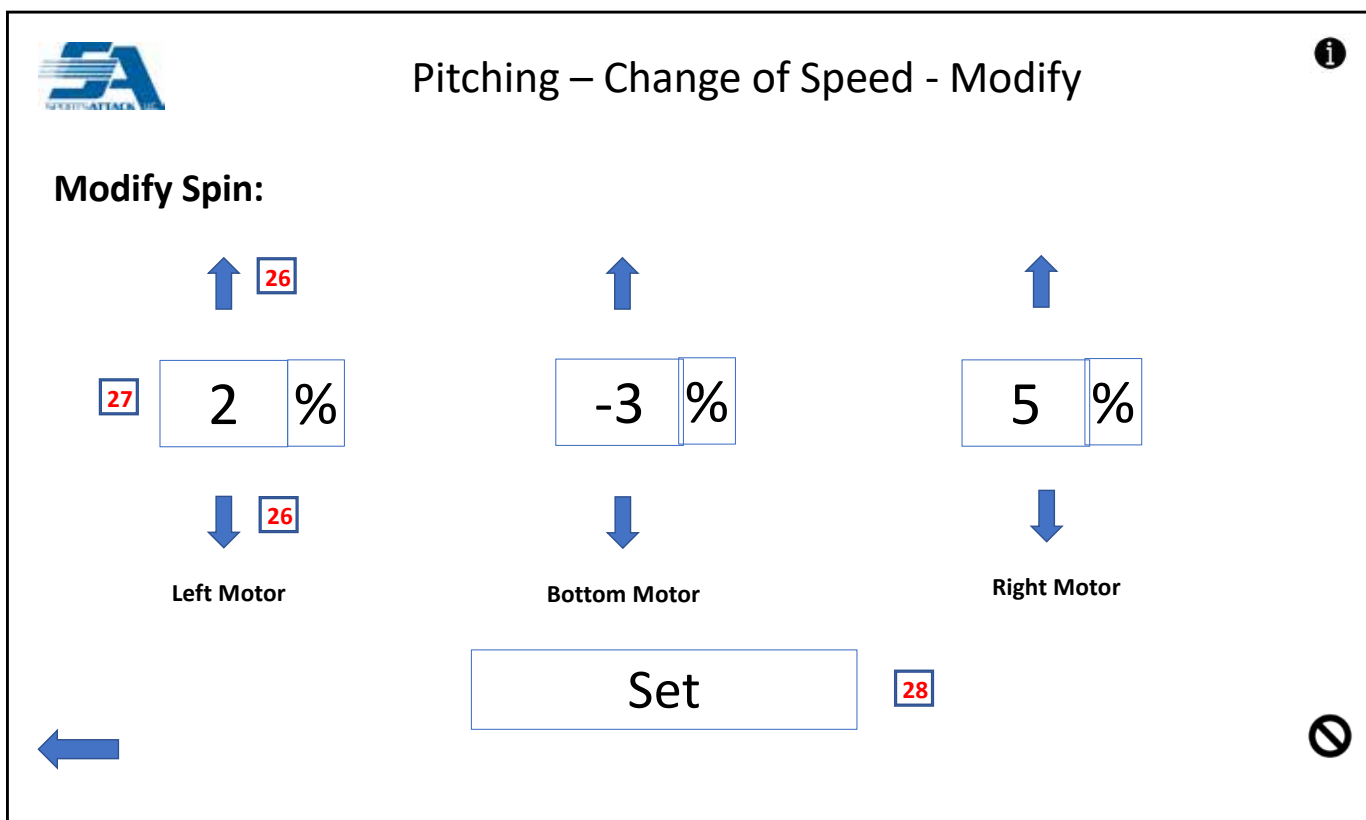 SA
SPORTS ATTACK
Pitching – Change of Speed - Modify
i
Modify Spin:
26
27
2 %
-3 %
5 %
26
Left Motor
Bottom Motor
Right Motor
Set
28